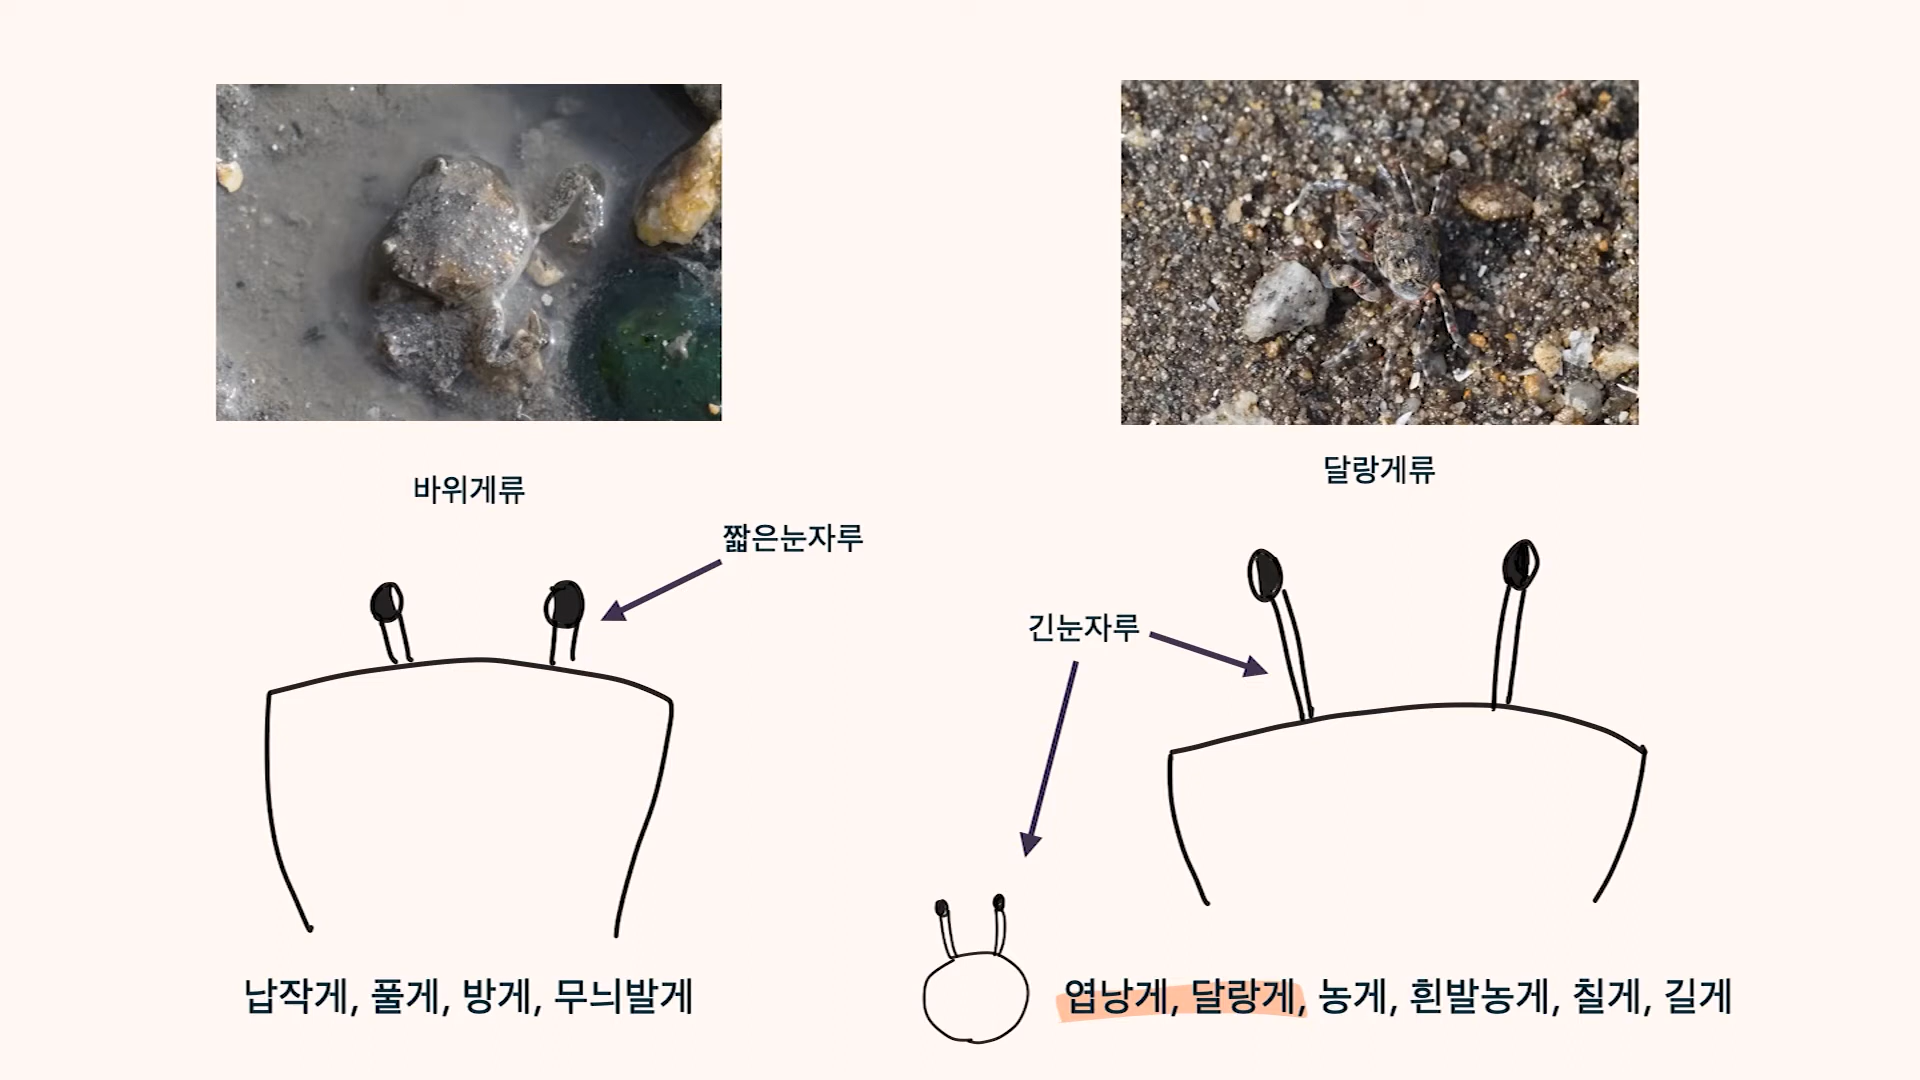 바위게류
달랑게류
짧은눈자루
긴눈자루
납작게, 풀게, 방게, 무늬발게
엽낭게, 달랑게, 농게, 흰발농게, 칠게, 길게